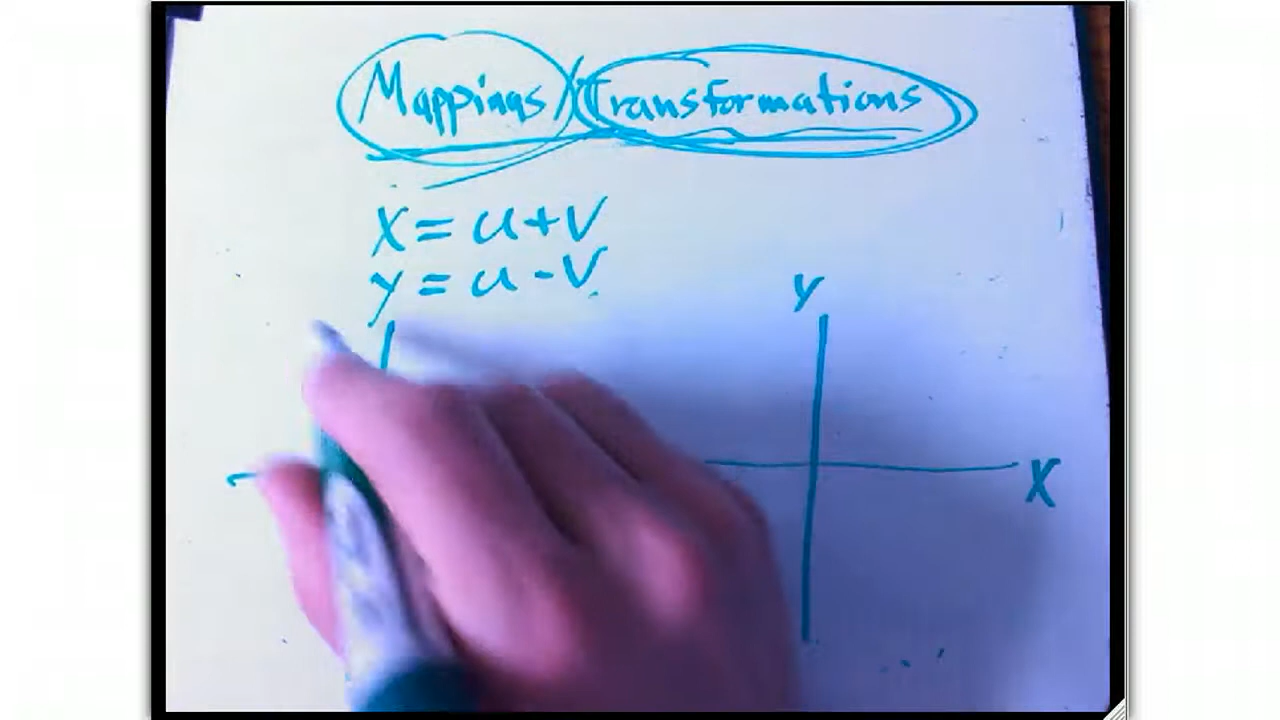 Mappings/Transformations
x = u + v
y = u - v
y
x